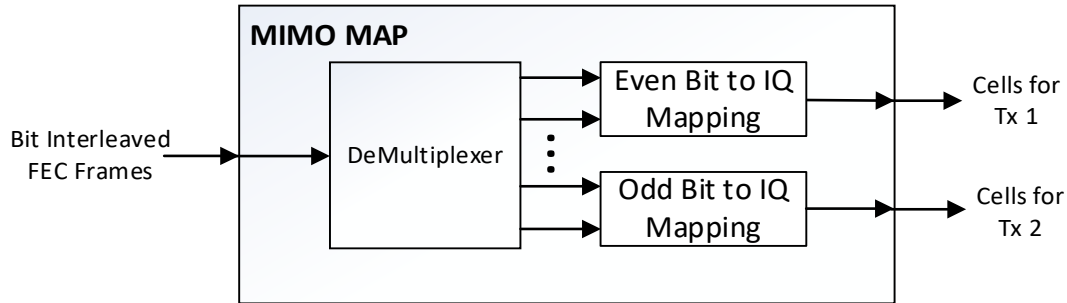 MIMO MAP
Bit Interleaved
FEC Frames
DeMultiplexer
Even Bit to IQ
Mapping
Odd Bit to IQ
Mapping
Cells for
Tx 1
Cells for
Tx 2